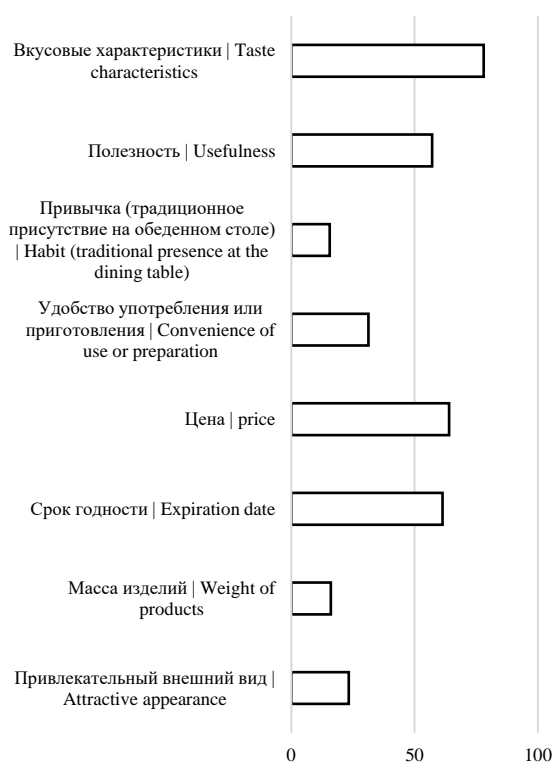 Вкусовые характеристики | Taste
characteristics
Полезность | Usefulness
Привычка (традиционное
присутствие на обеденном столе)
| Habit (traditional presence at the
dining table)
Удобство употребления или
приготовления | Convenience of
use or preparation
Цена | price
Срок годности | Expiration date
Масса изделий | Weight of
products
Привлекательный внешний вид |
Attractive appearance
0 50 100